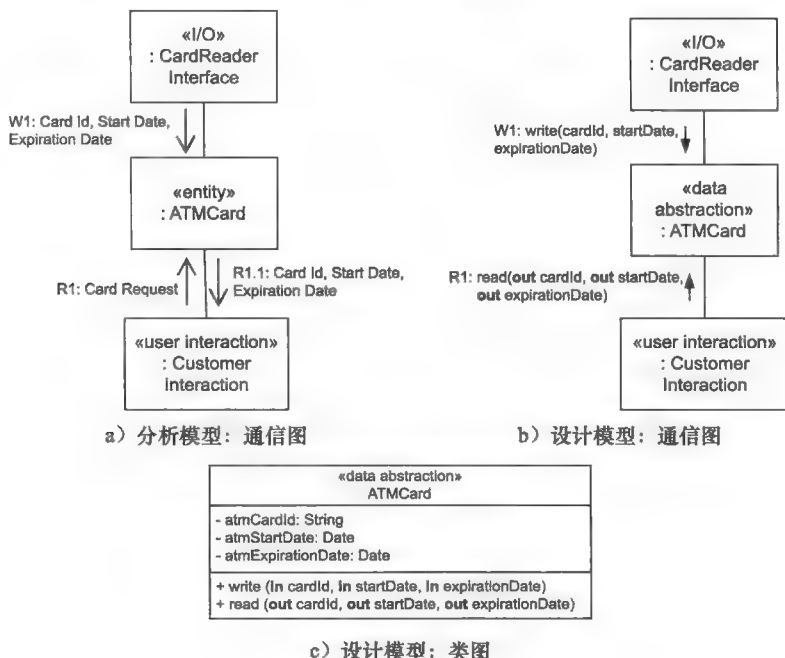 «I/O»
: CardReader
Interface
W1: Card Id, Start Date,
Expiration Date
«entity»
: ATMCard
R1: Card Request
R1.1: Card Id, Start Date,
Expiration Date
«user interaction»
: Customer
Interaction
a）分析模型：通信图
«I/O»
: CardReader
Interface
W1: write(cardId, startDate,
expirationDate)
«data
abstraction»
: ATMCard
R1: read(out cardId, out startDate,
out expirationDate)
«user interaction»
: Customer
Interaction
b）设计模型：通信图
«data abstraction»
ATMCard
- atmCardId: String
- atmStartDate: Date
- atmExpirationDate: Date
+ write (in cardId, in startDate, in expirationDate)
+ read (out cardId, out startDate, out expirationDate)
c）设计模型：类图